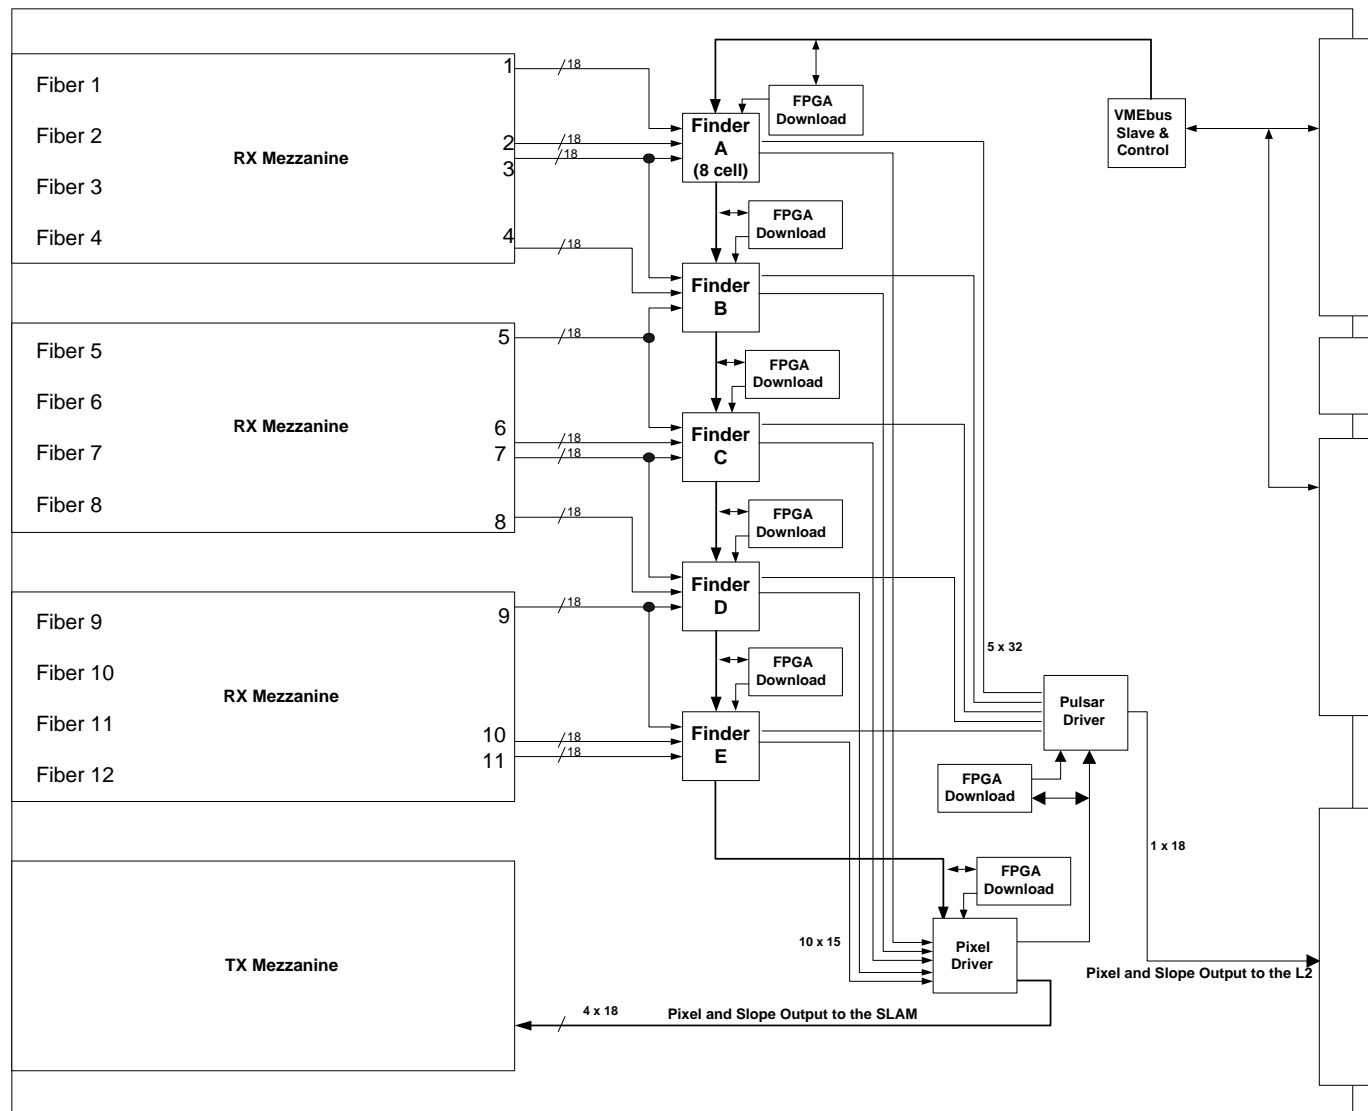 Fiber 1
Fiber 2
Fiber 3
Fiber 4
RX Mezzanine
1
18
2
18
3
18
4
18
Finder
A
(8 cell)
FPGA
Download
VMEbus
Slave &
Control
FPGA
Download
Finder
B
Fiber 5
Fiber 6
Fiber 7
Fiber 8
RX Mezzanine
5
18
6
18
7
18
8
18
FPGA
Download
Finder
C
FPGA
Download
Finder
D
Fiber 9
Fiber 10
Fiber 11
Fiber 12
RX Mezzanine
9
18
10
18
11
18
FPGA
Download
Finder
E
5 x 32
Pulsar
Driver
FPGA
Download
1 x 18
FPGA
Download
10 x 15
Pixel
Driver
Pixel and Slope Output to the L2
TX Mezzanine
4 x 18
Pixel and Slope Output to the SLAM